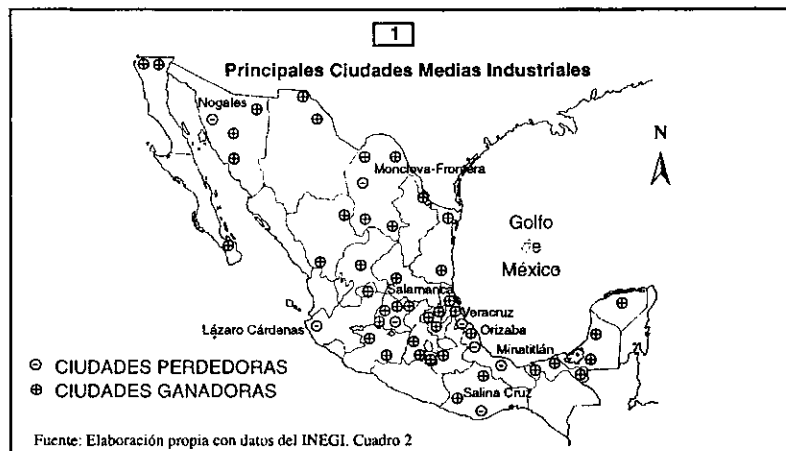 1
Principales Ciudades Medias Industriales
Nogales
N
Monclova-Frontera
Golfo
de
México
Salamanca
Veracruz
Lázaro Cárdenas
Orizaba
Minatitlán
CIUDADES PERDEDORAS
CIUDADES GANADORAS
Salina Cruz
Fuente: Elaboración propia con datos del INEGI. Cuadro 2